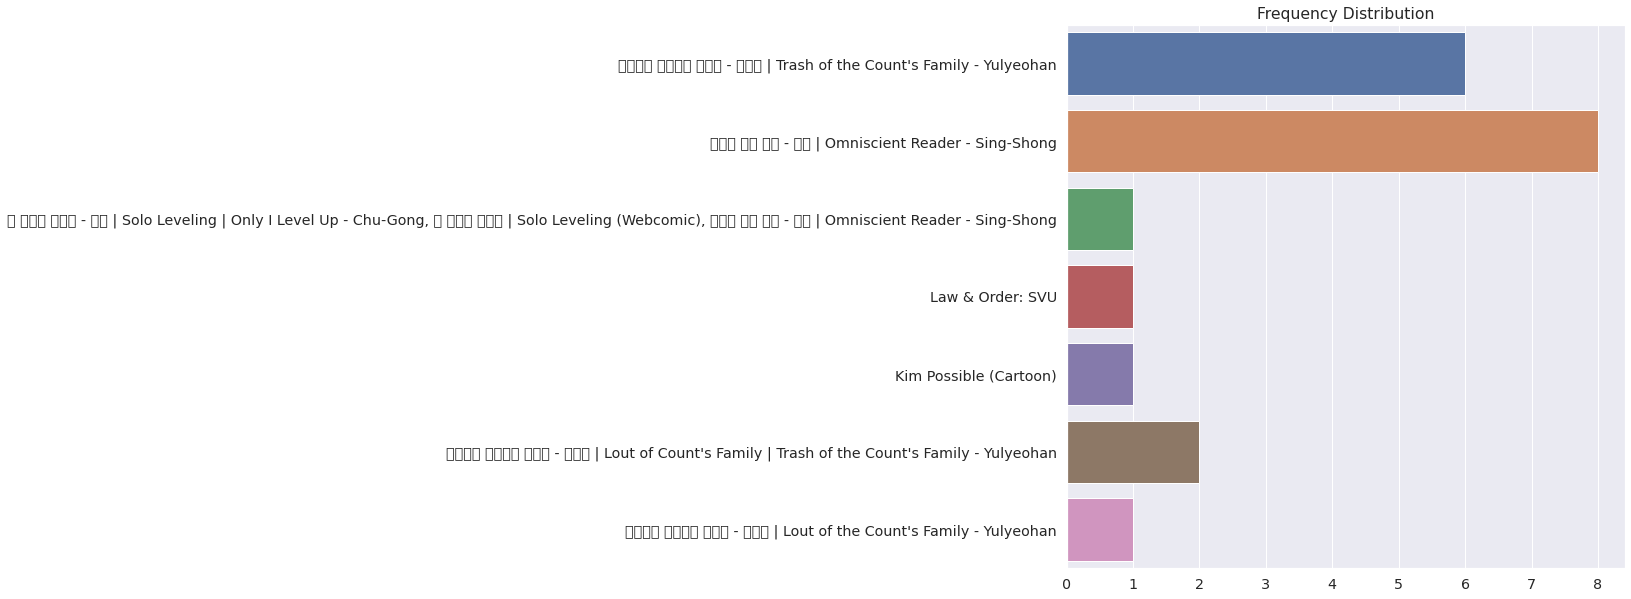 Frequency Distribution
- | Trash of the Count's Family - Yulyeohan
- | Omniscient Reader - Sing-Shong
- | Solo Leveling | Only I Level Up - Chu-Gong, | Solo Leveling (Webcomic), - | Omniscient Reader - Sing-Shong
Law & Order: SVU
Kim Possible (Cartoon)
- | Lout of Count's Family | Trash of the Count's Family - Yulyeohan
- | Lout of the Count's Family - Yulyeohan
0 1 2 3 4 5 6 7 8